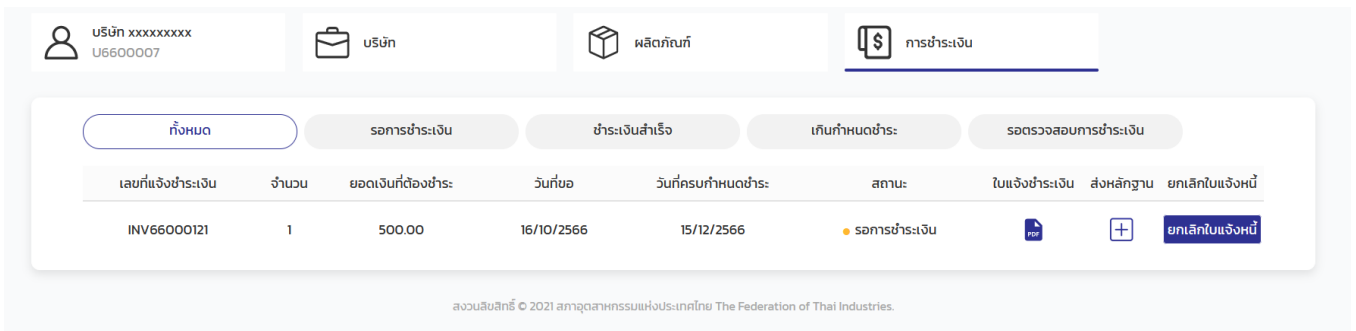 บริษัท xxxxxxxxx
U6600007
บริษัท
ผลิตภัณฑ์
การชำระเงิน
ทั้งหมด รอการชำระเงิน ชำระเงินสำเร็จ เกินกำหนดชำระ รอตรวจสอบการชำระเงิน
เลขที่แจ้งชำระเงิน จำนวน ยอดเงินที่ต้องชำระ วันที่ขอ วันที่ครบกำหนดชำระ สถานะ ใบแจ้งชำระเงิน ส่งหลักฐาน ยกเลิกใบแจ้งหนี้
INV66000121 1 500.00 16/10/2566 15/12/2566 รอการชำระเงิน PDF ยกเลิกใบแจ้งหนี้
สงวนลิขสิทธิ์ © 2021 สภาอุตสาหกรรมแห่งประเทศไทย The Federation of Thai Industries.